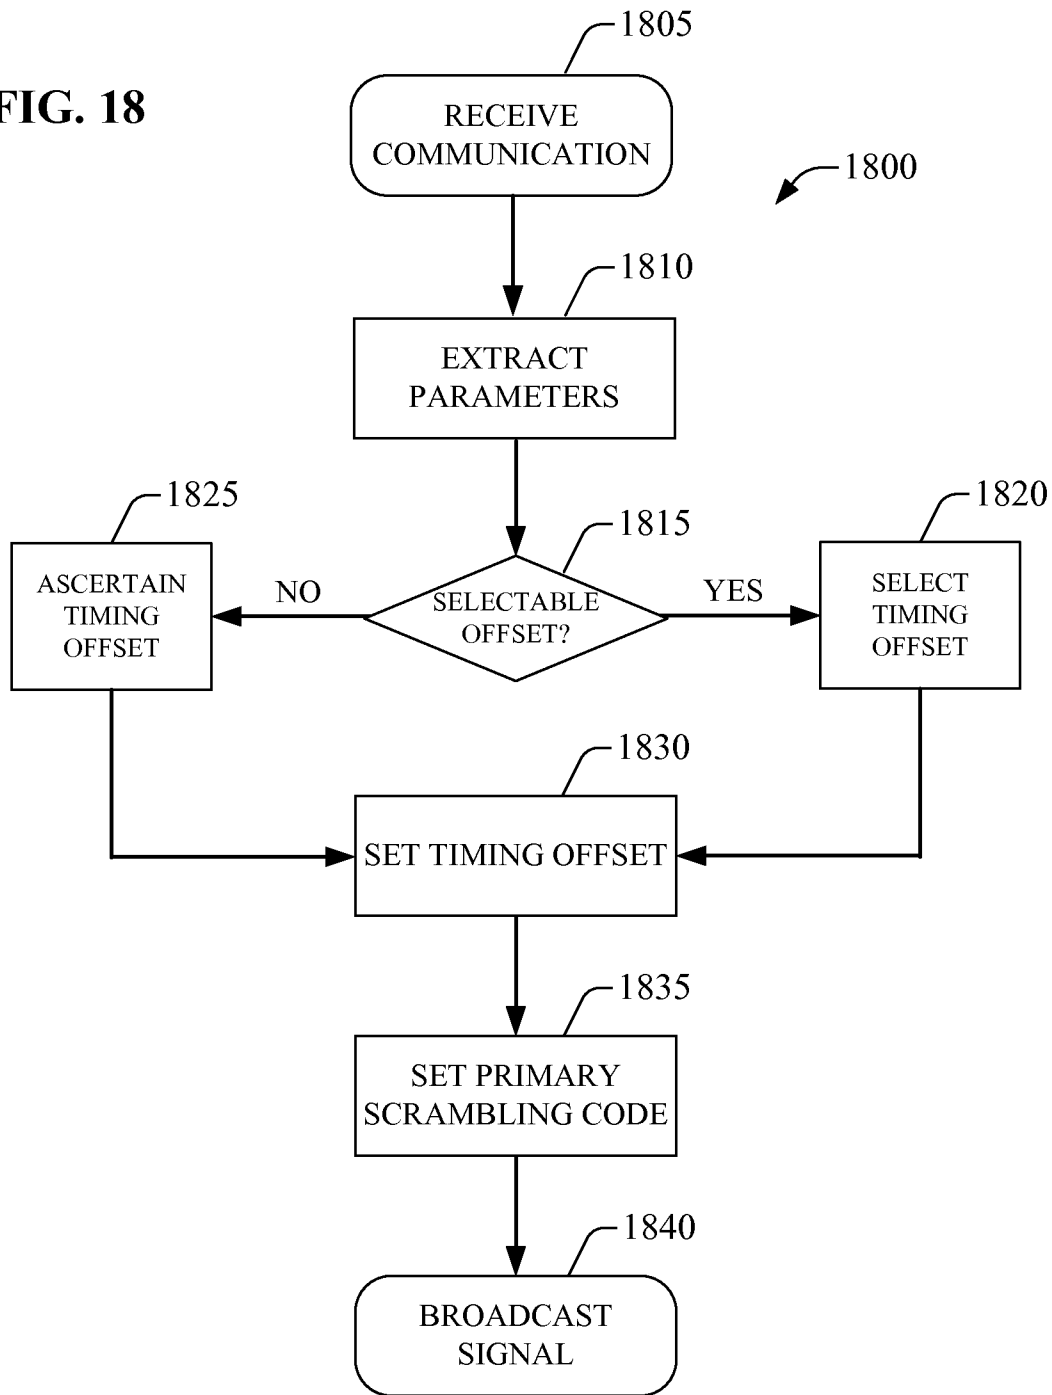 1805
FIG. 18
RECEIVE
COMMUNICATION
1800
1810
EXTRACT
PARAMETERS
1825
1820
1815
ASCERTAIN
TIMING
OFFSET
NO
SELECTABLE
OFFSET?
YES
SELECT
TIMING
OFFSET
1830
SET TIMING OFFSET
1835
SET PRIMARY
SCRAMBLING CODE
1840
BROADCAST
SIGNAL